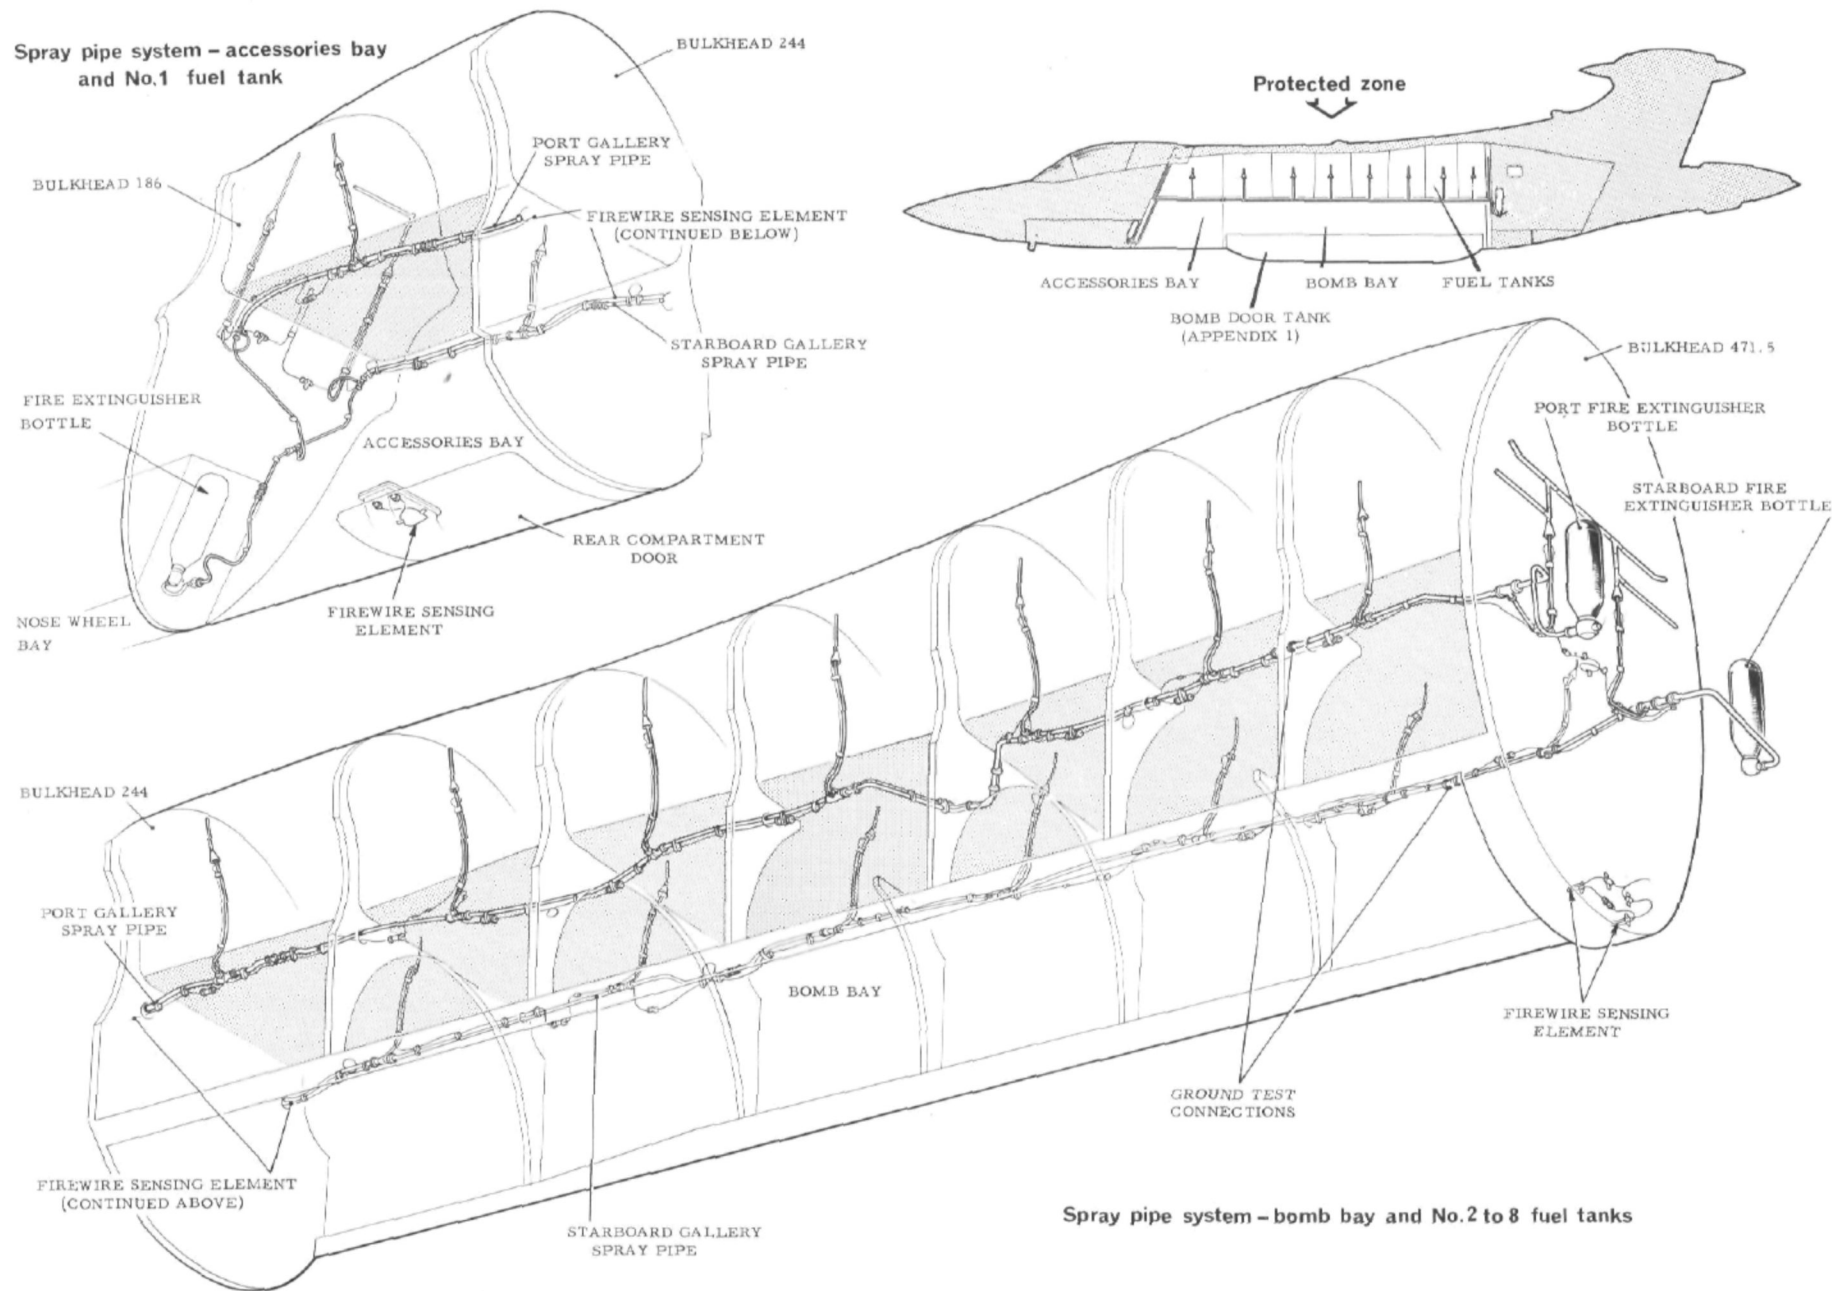 Spray pipe system – accessories bay
and No.1 fuel tank
BULKHEAD 244
PORT GALLERY
SPRAY PIPE
BULKHEAD 186
FIREWIRE SENSING ELEMENT
(CONTINUED BELOW)
STARBOARD GALLERY
SPRAY PIPE
FIRE EXTINGUISHER
BOTTLE
ACCESSORIES BAY
REAR COMPARTMENT
DOOR
FIREWIRE SENSING
ELEMENT
NOSE WHEEL
BAY
Protected zone
ACCESSORIES BAY
BOMB BAY
FUEL TANKS
BOMB DOOR TANK
(APPENDIX 1)
BULKHEAD 471.5
PORT FIRE EXTINGUISHER
BOTTLE
STARBOARD FIRE
EXTINGUISHER BOTTLE
BULKHEAD 244
PORT GALLERY
SPRAY PIPE
BOMB BAY
FIREWIRE SENSING
ELEMENT
GROUND TEST
CONNECTIONS
FIREWIRE SENSING ELEMENT
(CONTINUED ABOVE)
STARBOARD GALLERY
SPRAY PIPE
Spray pipe system – bomb bay and No.2 to 8 fuel tanks